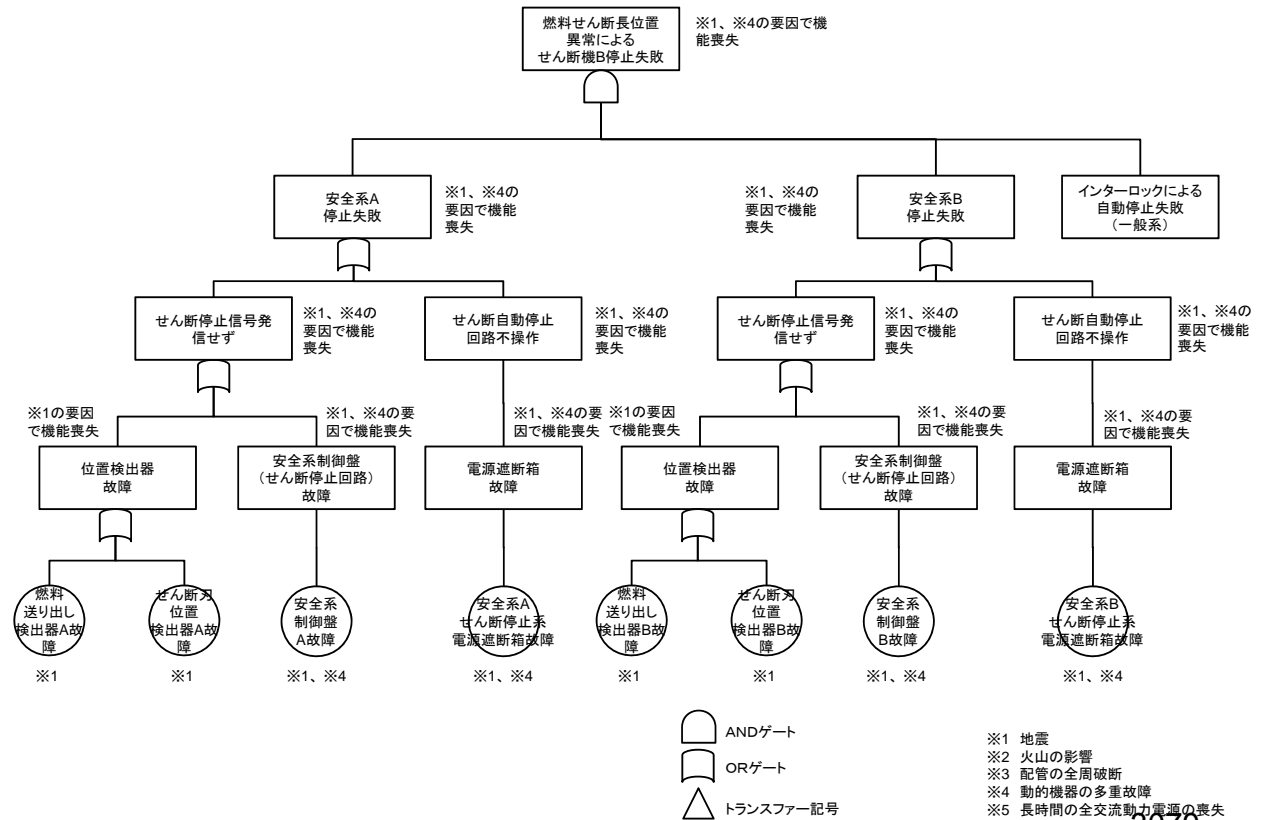 燃料せん断長位置
異常による
せん断機B停止失敗
※1、※4の要因で機
能喪失
安全系A
停止失敗
※1、※4の
要因で機能
喪失
※1、※4の
要因で機能
喪失
安全系B
停止失敗
インターロックによる
自動停止失敗
（一般系）
せん断停止信号発
信せず
※1、※4の
要因で機能
喪失
せん断自動停止
回路不操作
※1、※4の
要因で機能
喪失
せん断停止信号発
信せず
※1、※4の
要因で機能
喪失
せん断自動停止
回路不操作
※1、※4の
要因で機能
喪失
※1の要因
で機能喪失
※1、※4の要
因で機能喪失
※1、※4の要
因で機能喪失
※1の要因
で機能喪失
※1、※4の要
因で機能喪失
※1、※4の要
因で機能喪失
位置検出器
故障
安全系制御盤
（せん断停止回路）
故障
電源遮断箱
故障
位置検出器
故障
安全系制御盤
（せん断停止回路）
故障
電源遮断箱
故障
燃料
送り出し
検出器A故
障
せん断刃
位置
検出器A故
障
安全系
制御盤
A故障
安全系A
せん断停止系
電源遮断箱故障
燃料
送り出し
検出器B故
障
せん断刃
位置
検出器B故
障
安全系
制御盤
B故障
安全系B
せん断停止系
電源遮断箱故障
※1
※1
※1、※4
※1、※4
※1
※1
※1、※4
※1、※4
ANDゲート
ORゲート
トランスファー記号
※1 地震
※2 火山の影響
※3 配管の全周破断
※4 動的機器の多重故障
※5 長時間の全交流動力電源の喪失